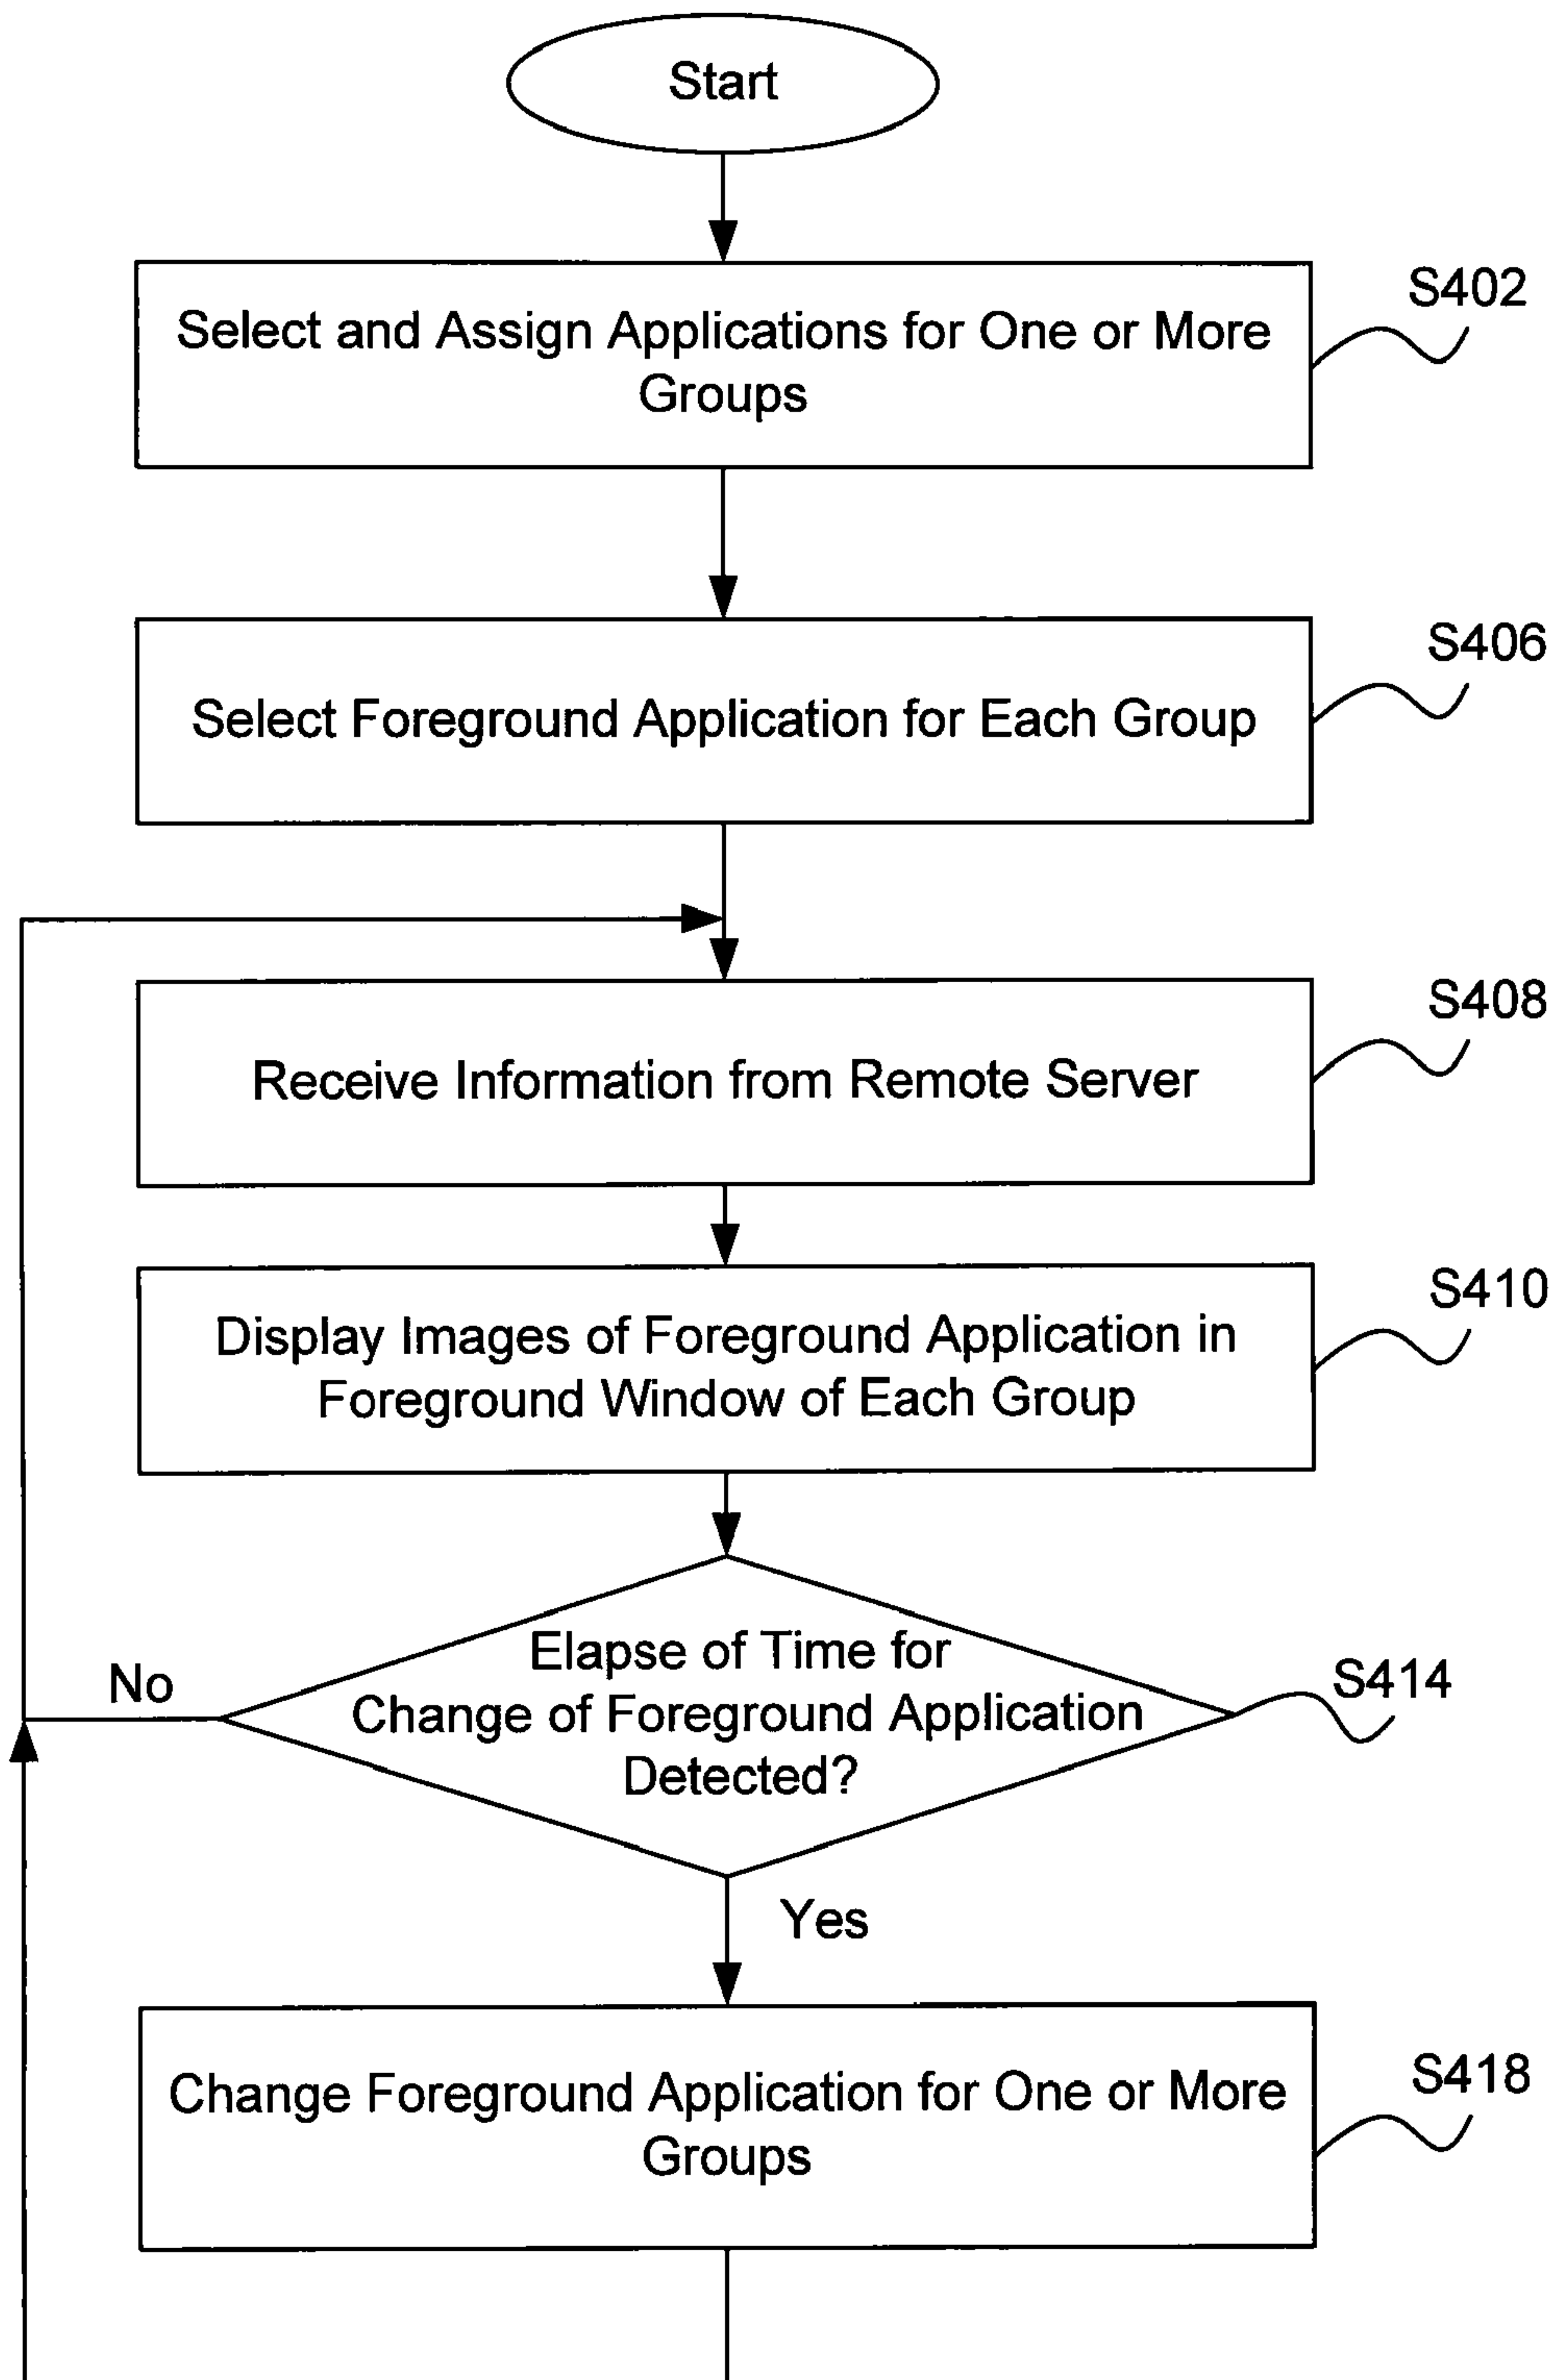 Start
Select and Assign Applications for One or More
Groups
S402
Select Foreground Application for Each Group
S406
Receive Information from Remote Server
S408
Display Images of Foreground Application in
Foreground Window of Each Group
S410
Elapse of Time for
Change of Foreground Application
Detected?
S414
No
Yes
Change Foreground Application for One or More
Groups
S418